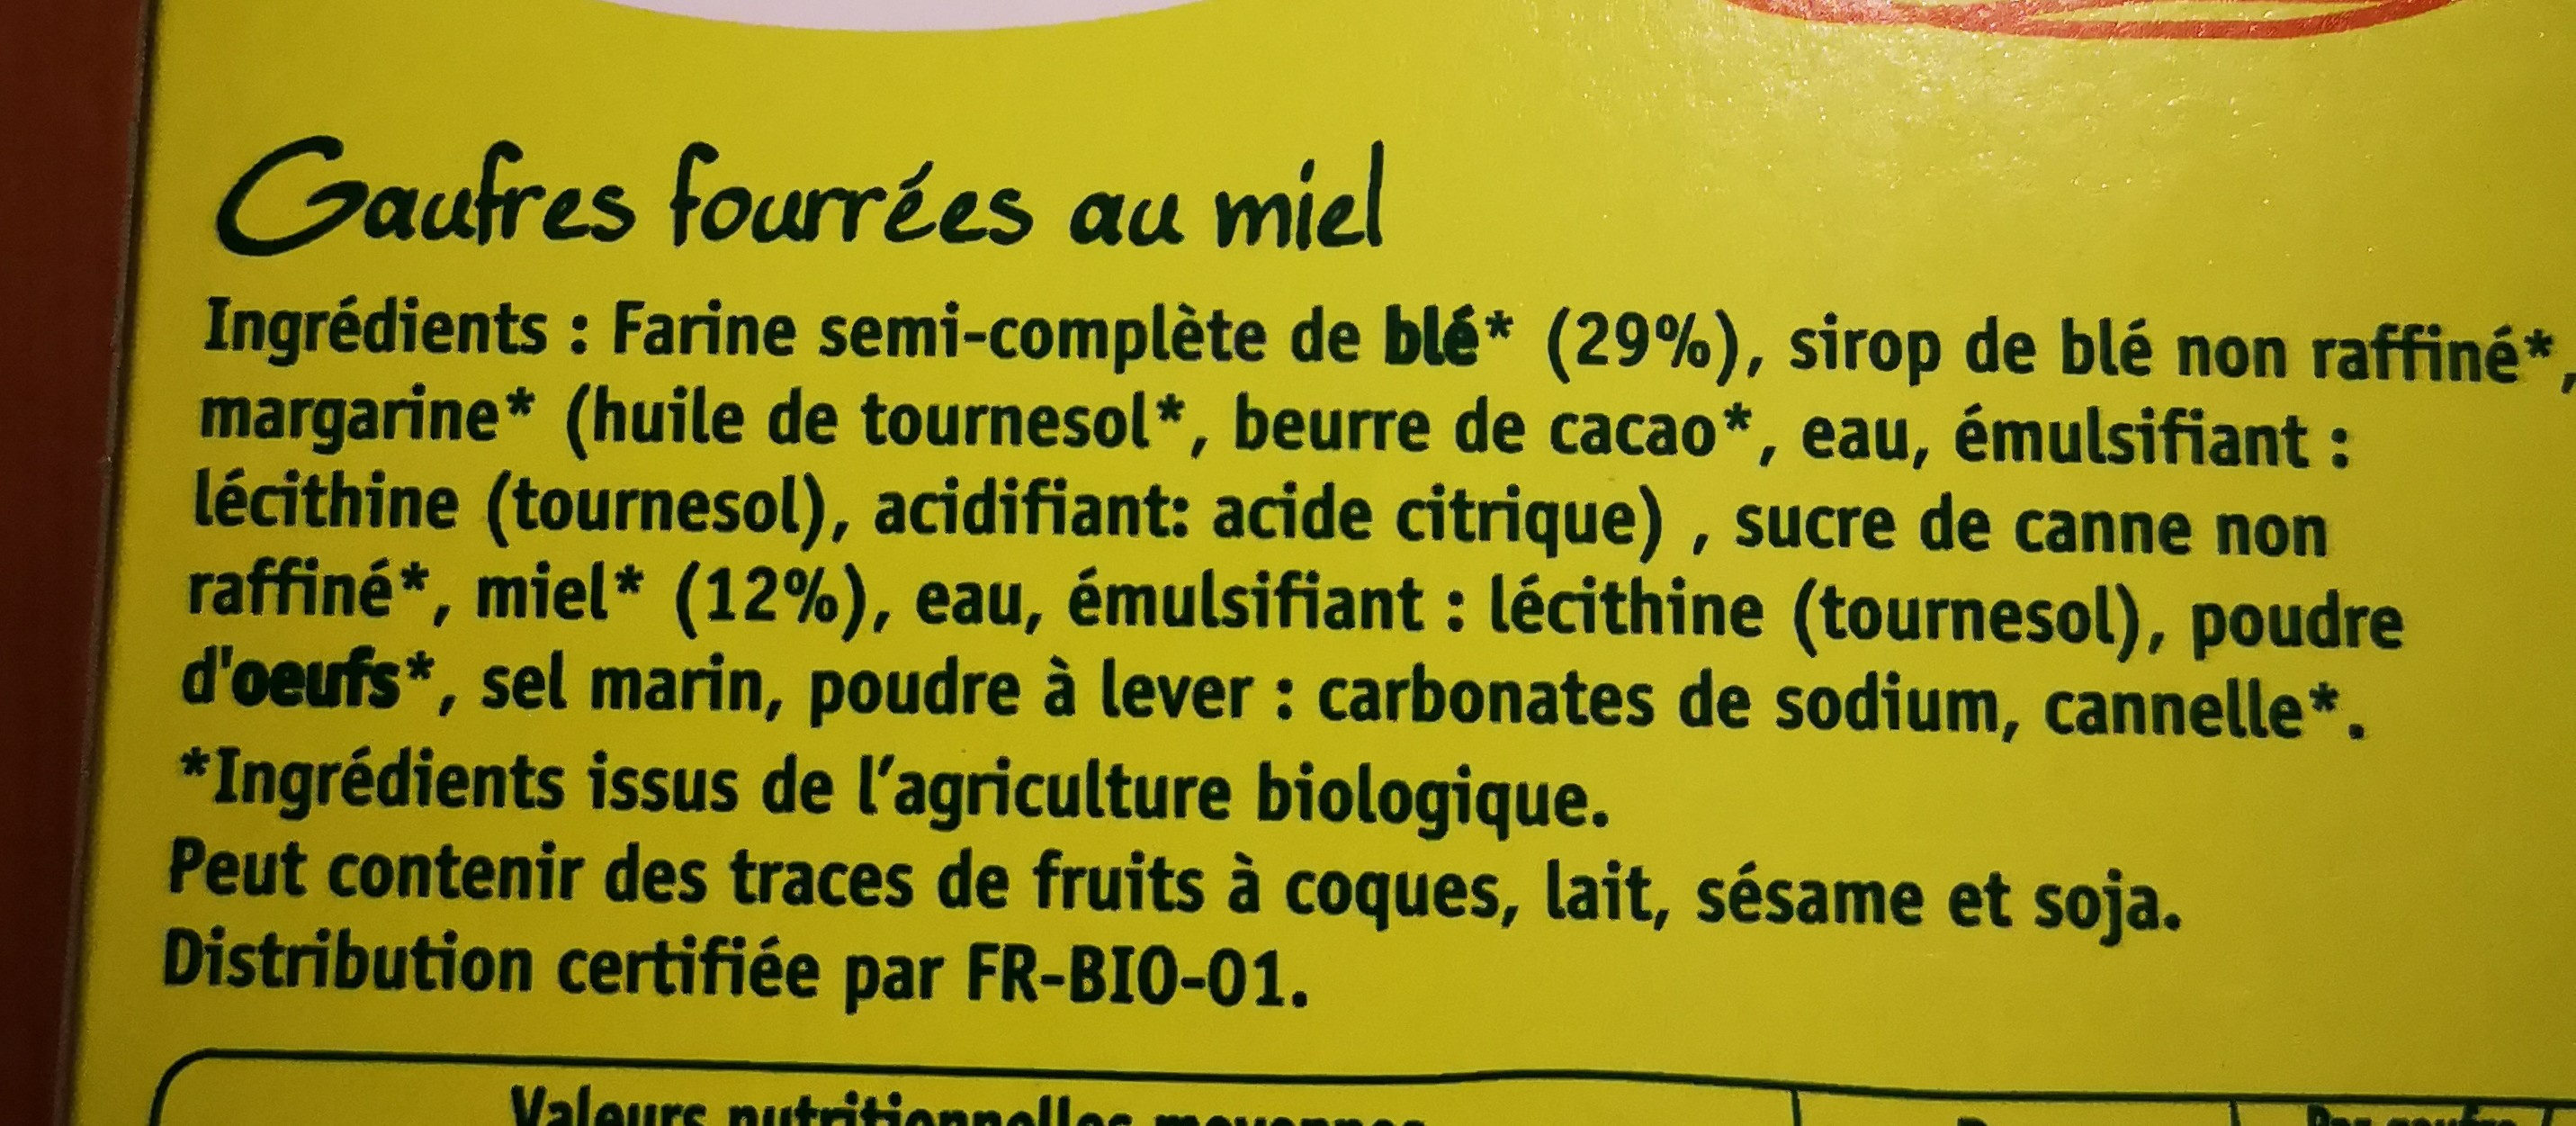 Gaufres fourrées au miel
Ingrédients : Farine semi-complète de blé* (29%), sirop de blé non raffiné*,
margarine* (huile de tournesol*, beurre de cacao*, eau, émulsifiant :
lécithine (tournesol), acidifiant: acide citrique) , sucre de canne non
raffiné*, miel* (12%), eau, émulsifiant : lécithine (tournesol), poudre
d'oeufs*, sel marin, poudre à lever : carbonates de sodium, cannelle*.
*Ingrédients issus de l’agriculture biologique.
Peut contenir des traces de fruits à coques, lait, sésame et soja.
Distribution certifiée par FR-BIO-01.
Valeurs nutritionnelles moyennes